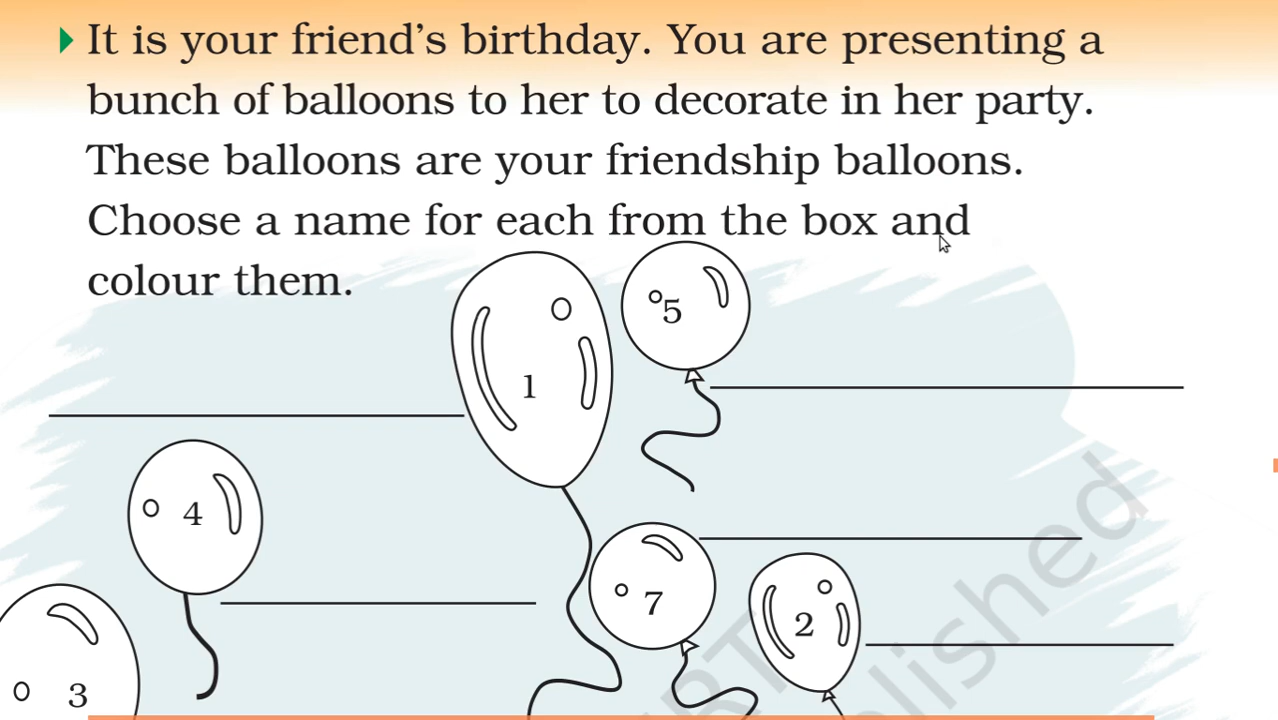 It is your friend's birthday. You are presenting a
bunch of balloons to her to decorate in her party.
These balloons are your friendship balloons.
Choose a name for each from the box and
colour them.
5
1
4
7
2
3
lished